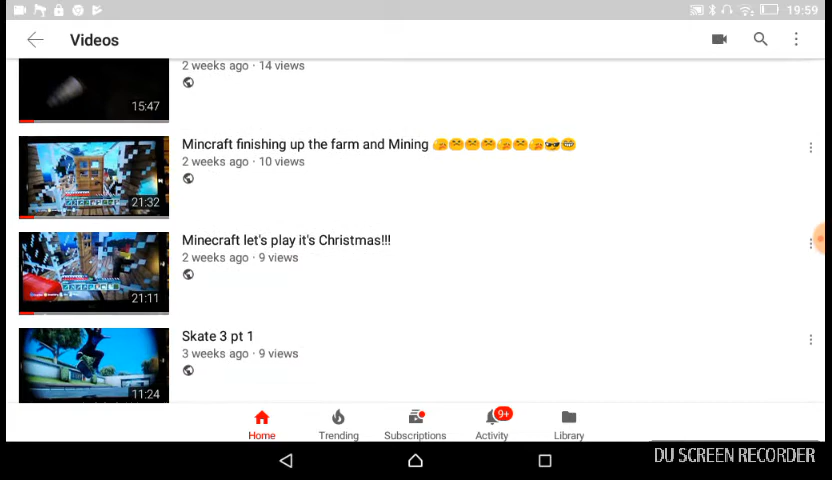 19:59
Videos
2 weeks ago · 14 views
15:47
Mincraft finishing up the farm and Mining
2 weeks ago · 10 views
21:32
Minecraft let's play it's Christmas!!!
2 weeks ago · 9 views
21:11
Skate 3 pt 1
3 weeks ago · 9 views
11:24
9+
Home Trending Subscriptions Activity Library
DU SCREEN RECORDER